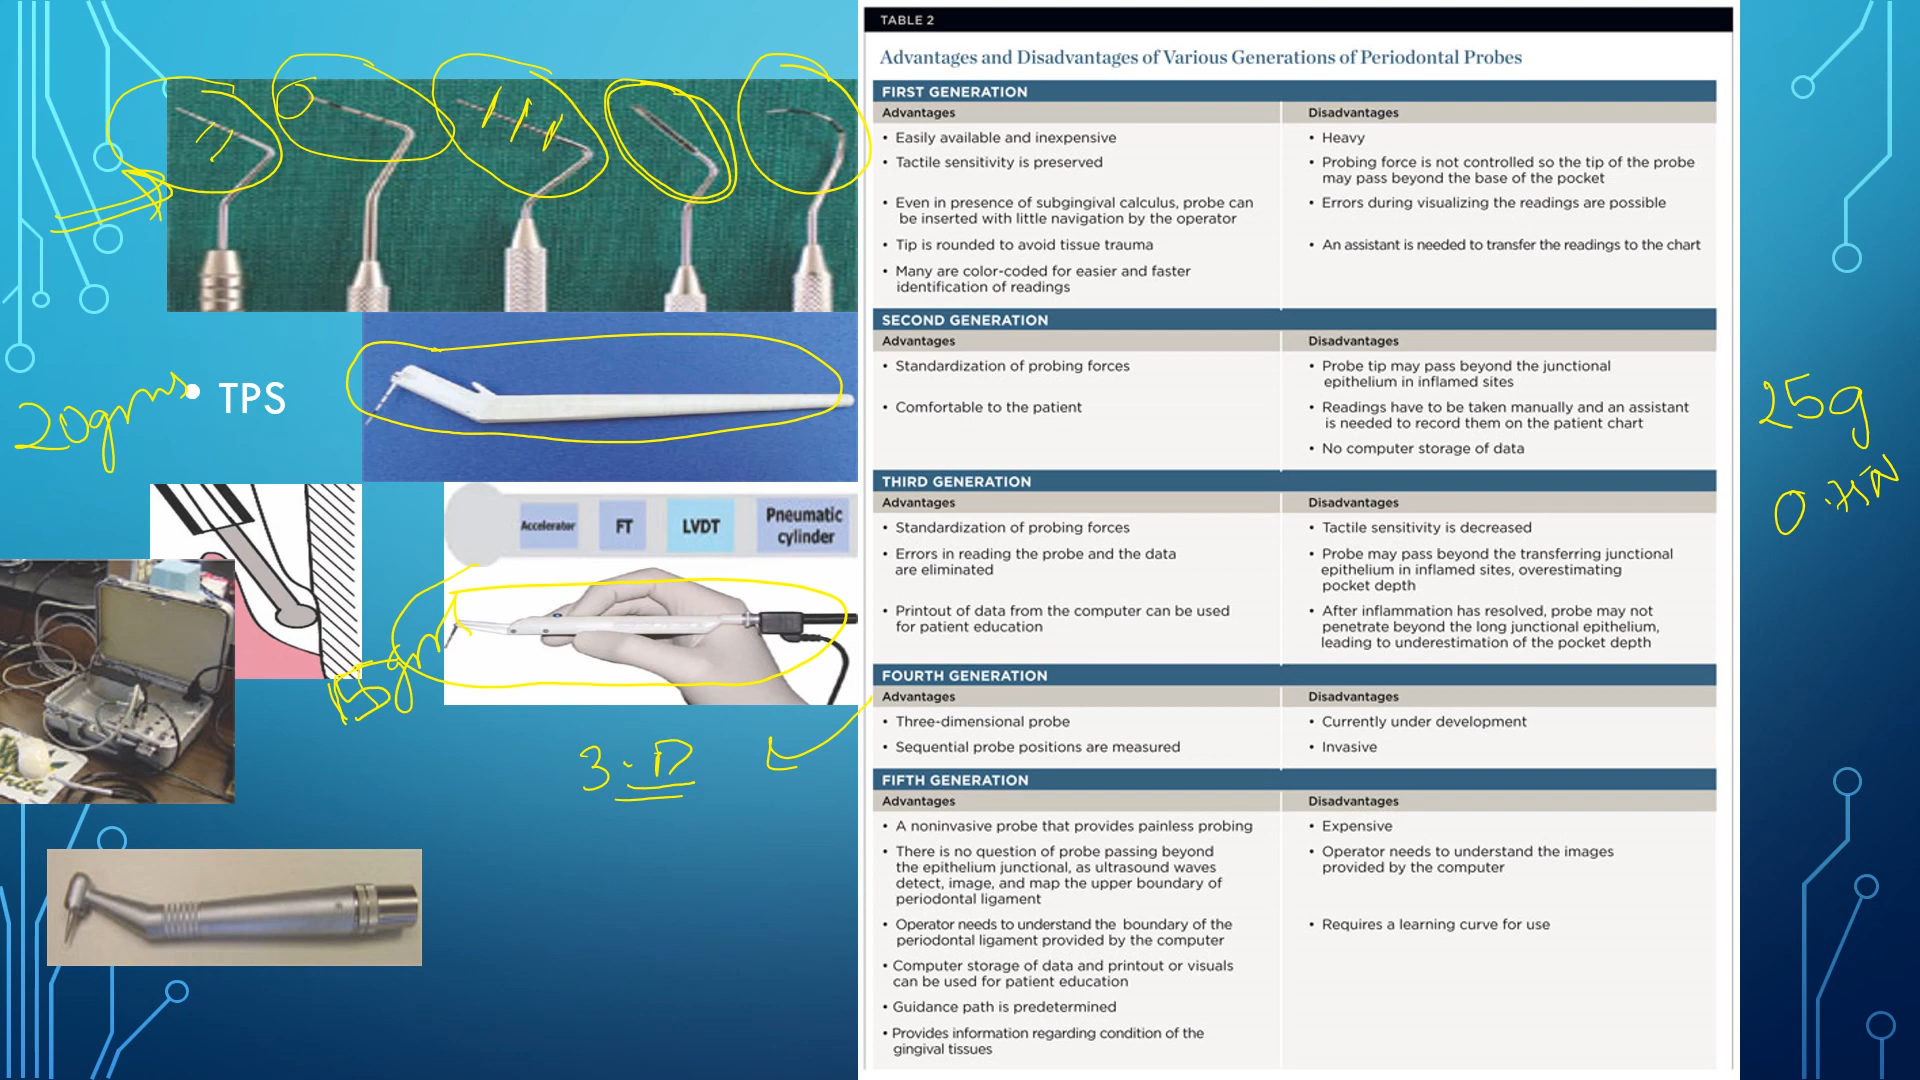 20gms
• TPS
Accelerator
FT
LVDT
Pneumatic
cylinder
15gm
3-D
TABLE 2
Advantages and Disadvantages of Various Generations of Periodontal Probes
FIRST GENERATION
Advantages
• Easily available and inexpensive
• Tactile sensitivity is preserved
• Even in presence of subgingival calculus, probe can
be inserted with little navigation by the operator
• Tip is rounded to avoid tissue trauma
• Many are color-coded for easier and faster
identification of readings
Disadvantages
• Heavy
• Probing force is not controlled so the tip of the probe
may pass beyond the base of the pocket
• Errors during visualizing the readings are possible
• An assistant is needed to transfer the readings to the chart
SECOND GENERATION
Advantages
• Standardization of probing forces
• Comfortable to the patient
Disadvantages
• Probe tip may pass beyond the junctional
epithelium in inflamed sites
• Readings have to be taken manually and an assistant
is needed to record them on the patient chart
• No computer storage of data
THIRD GENERATION
Advantages
• Standardization of probing forces
• Errors in reading the probe and the data
are eliminated
• Printout of data from the computer can be used
for patient education
Disadvantages
• Tactile sensitivity is decreased
• Probe may pass beyond the transferring junctional
epithelium in inflamed sites, overestimating
pocket depth
• After inflammation has resolved, probe may not
penetrate beyond the long junctional epithelium,
leading to underestimation of the pocket depth
FOURTH GENERATION
Advantages
• Three-dimensional probe
• Sequential probe positions are measured
Disadvantages
• Currently under development
• Invasive
FIFTH GENERATION
Advantages
• A noninvasive probe that provides painless probing
• There is no question of probe passing beyond
the epithelium junctional, as ultrasound waves
detect, image, and map the upper boundary of
periodontal ligament
• Operator needs to understand the boundary of the
periodontal ligament provided by the computer
• Computer storage of data and printout or visuals
can be used for patient education
• Guidance path is predetermined
• Provides information regarding condition of the
gingival tissues
Disadvantages
• Expensive
• Operator needs to understand the images
provided by the computer
• Requires a learning curve for use
25g
0.75N